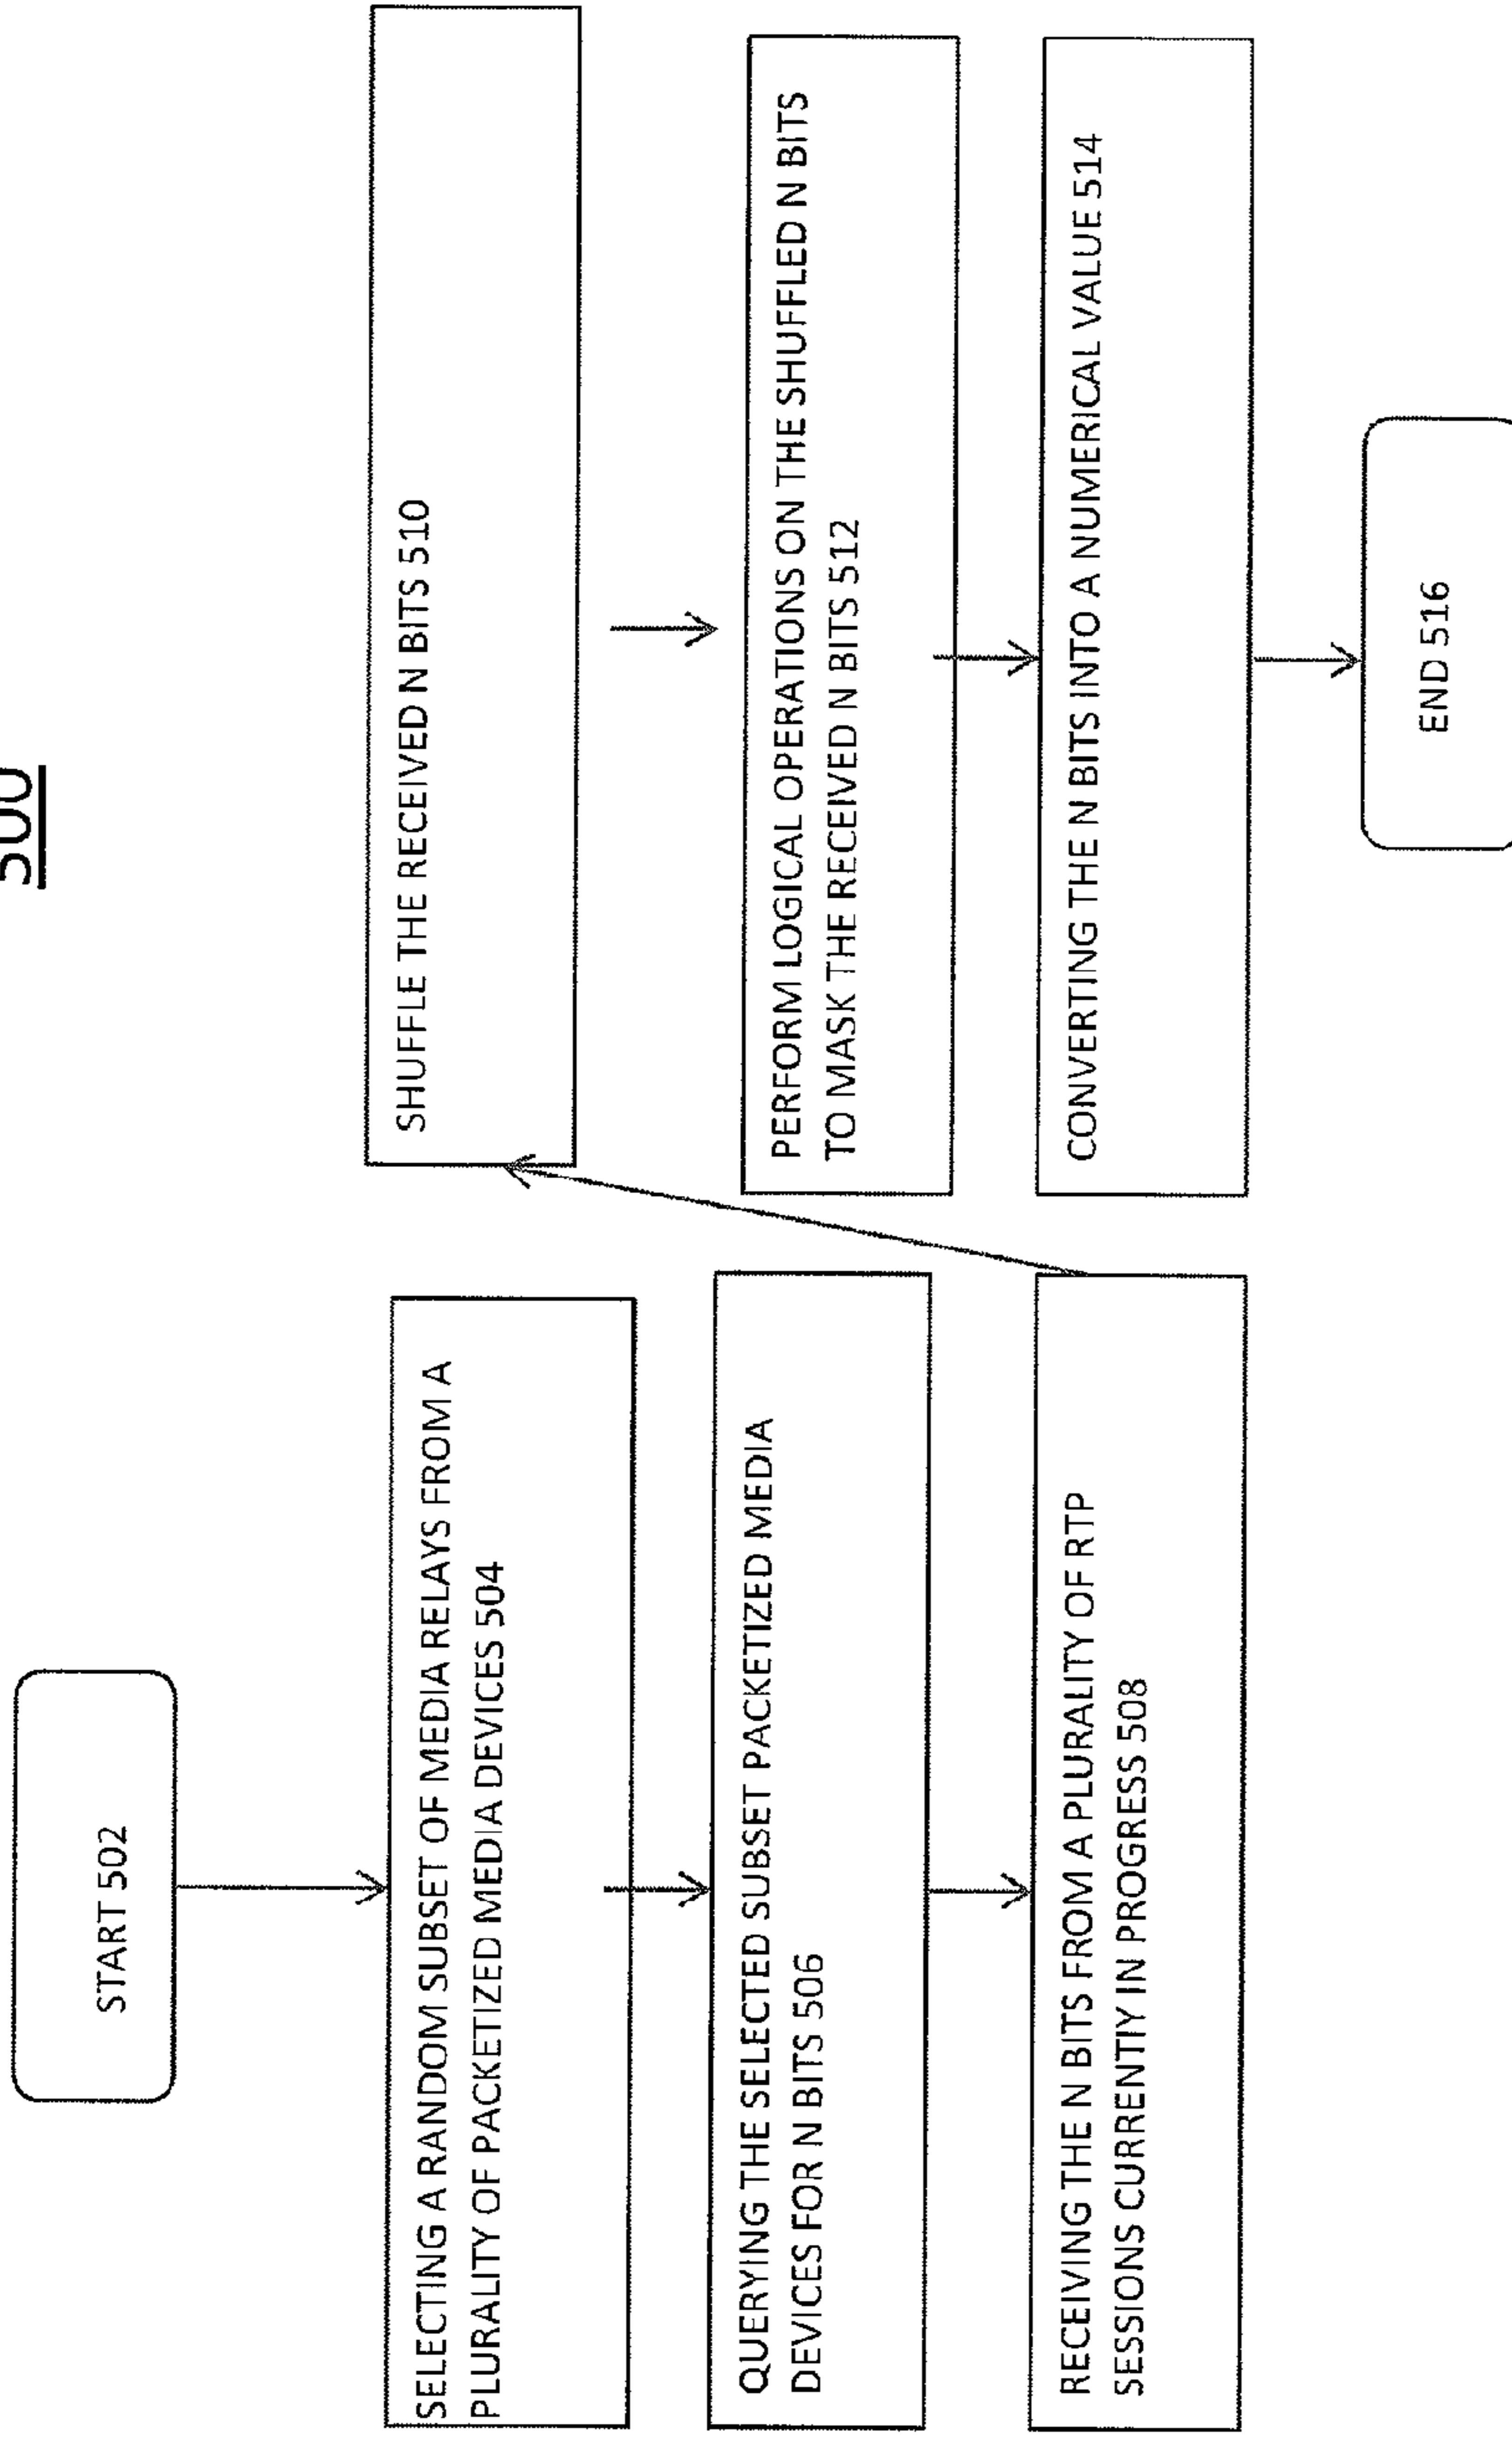 500
START 502
SELECTING A RANDOM SUBSET OF MEDIA RELAYS FROM A
PLURALITY OF PACKETIZED MEDIA DEVICES 504
QUERYING THE SELECTED SUBSET PACKETIZED MEDIA
DEVICES FOR N BITS 506
RECEIVING THE N BITS FROM A PLURALITY OF RTP
SESSIONS CURRENTIY IN PROGRESS 508
SHUFFLE THE RECEIVED N BITS 510
PERFORM LOGICAL OPERATIONS ON THE SHUFFLED N BITS
TO MASK THE RECEIVED N BITS 512
CONVERTING THE N BITS INTO A NUMERICAL VALUE 514
END 516